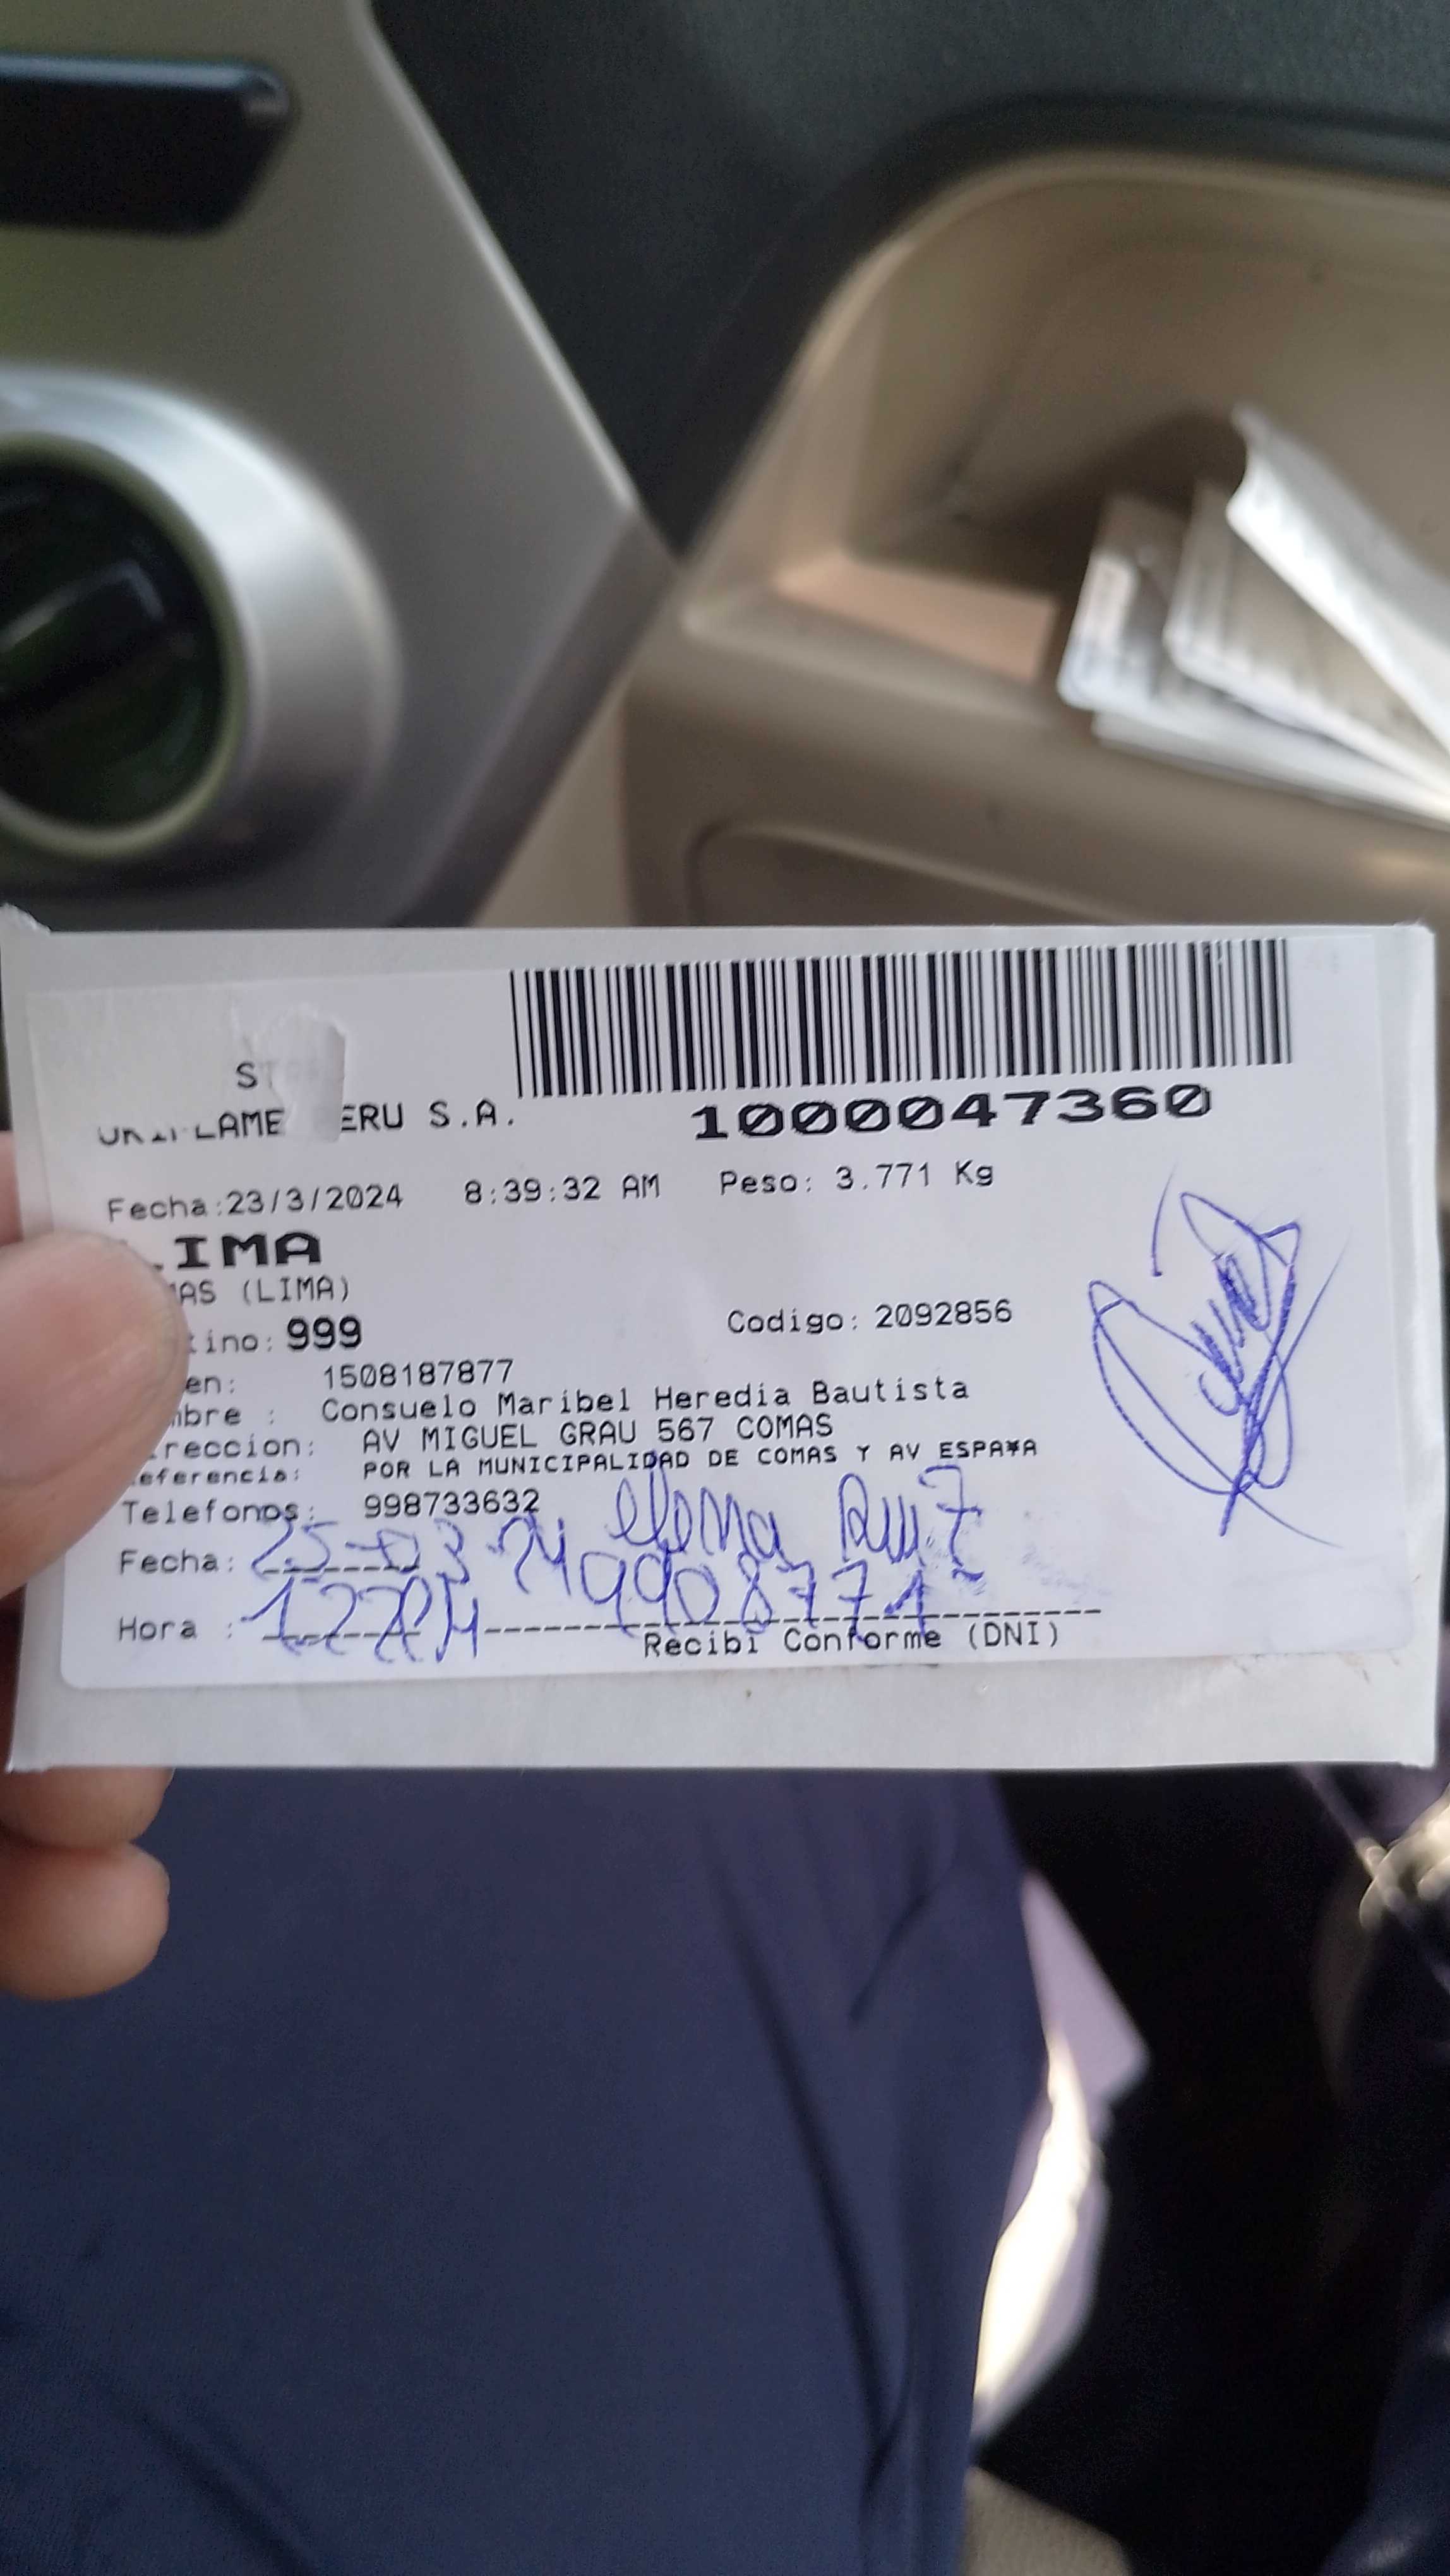 ERU S.A.
1000047360
Fecha:23/3/2024 8:39:32 AM Peso: 3.771 Kg
LIMA
(LIMA)
999
Codigo: 2092856
1508187877
Consuelo Maribel Heredia Bautista
AV MIGUEL GRAU 567 COMAS
POR LA MUNICIPALIDAD DE COMAS Y AV ESPA¥A
Telefonos: 998733632
Ruiz
Fecha: 25-03-24
Hora :
Recibi Conforme (DNI)